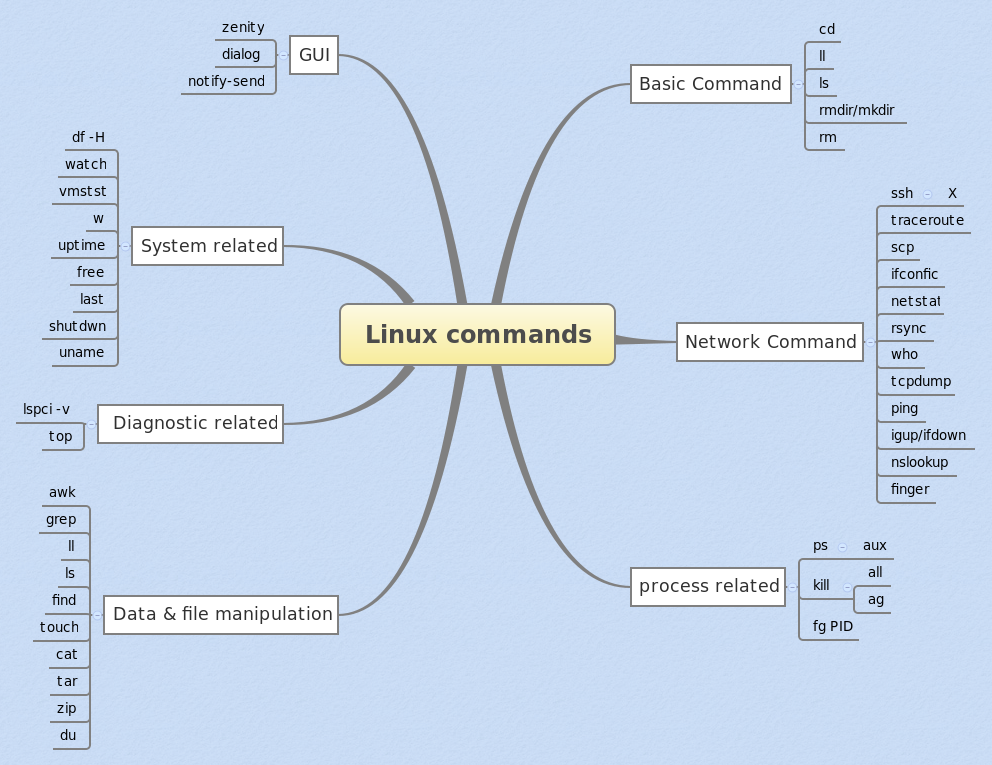 Linux commands
GUI
zenity
dialog
notify-send
System related
df -H
watch
vmstst
w
uptime
free
last
shutdwn
uname
Diagnostic related
lspci -v
top
Data & file manipulation
awk
grep
ll
ls
find
touch
cat
tar
zip
du
Basic Command
cd
ll
ls
rmdir/mkdir
rm
Network Command
ssh X
traceroute
scp
ifconfic
netstat
rsync
who
tcpdump
ping
igup/ifdown
nslookup
finger
process related
ps aux
kill
all
ag
fg PID